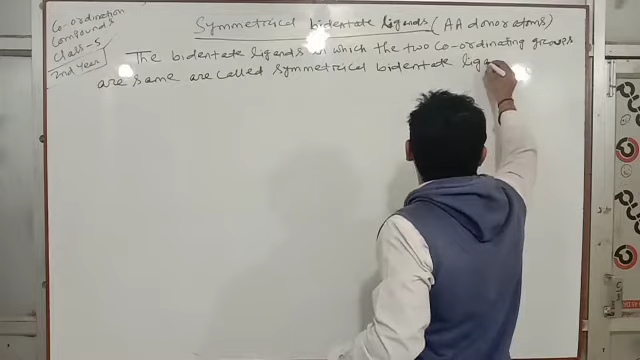 Co-ordination
Compounds
Class-5
2nd Year
Symmetrical bidentate ligands (AA donor atoms)
The bidentate ligands in which the two Co-ordinating groups
are same are called symmetrical bidentate liga